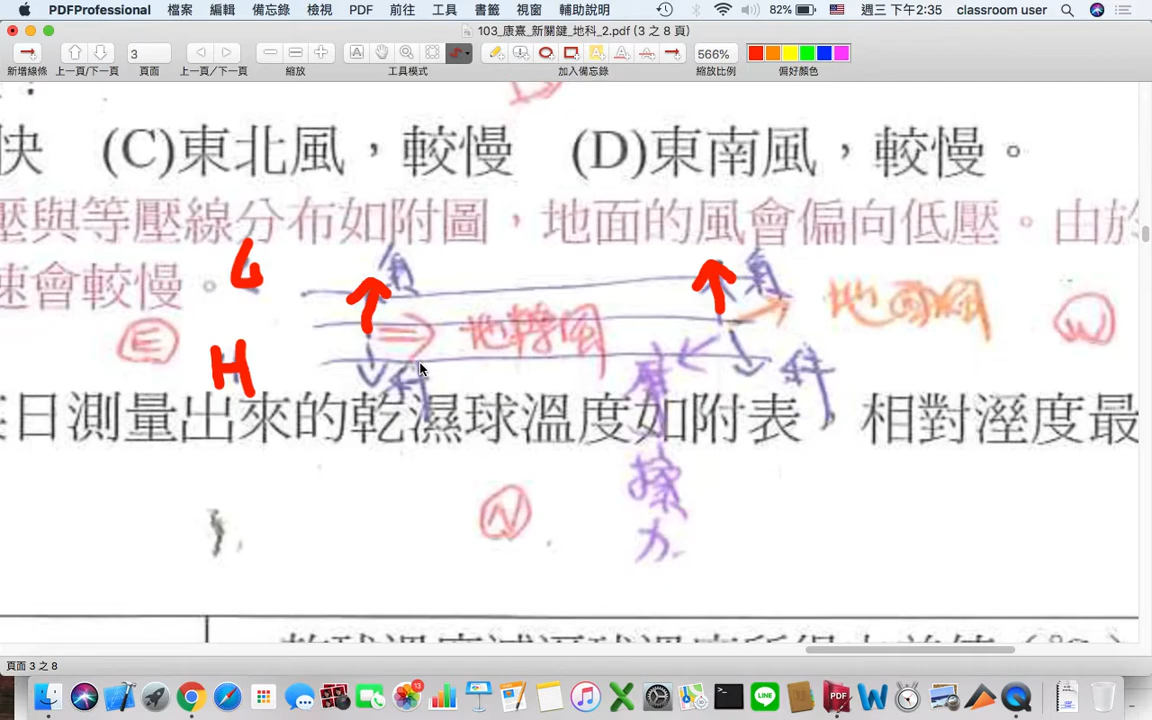 PDFProfessional 檔案 編輯 備忘錄 檢視 PDF 前往 工具 書籤 視窗 輔助說明 82% 週三 下午2:35 classroom user
103_康熹_新關鍵_地科_2.pdf (3 之 8 頁)
3 566%
新增線條 上一頁/下一頁 頁面 上一頁/下一頁 縮放 工具模式 加入備忘錄 縮放比例 偏好顏色
快 (C)東北風，較慢 (D)東南風，較慢。
壓與等壓線分布如附圖，地面的風會偏向低壓。由於
速會較慢。
L 氣 氣
E 地轉風 地面風 W
H 科 科
摩擦力
日測量出來的乾濕球溫度如附表，相對溼度最
N
頁面 3 之 8
13
PDF
LINE